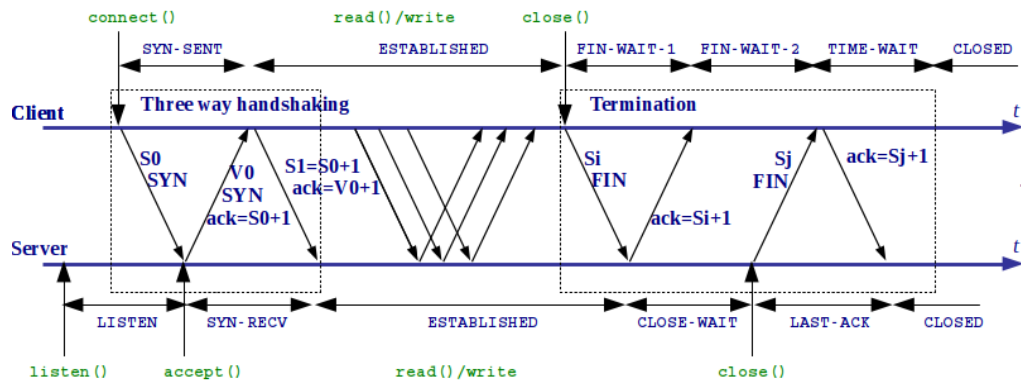 connect()
read()/write
close()
SYN-SENT
ESTABLISHED
FIN-WAIT-1
FIN-WAIT-2
TIME-WAIT
CLOSED
Three way handshaking
Termination
Client
t
S0
SYN
V0
SYN
ack=S0+1
S1=S0+1
ack=V0+1
Si
FIN
ack=Si+1
Sj
FIN
ack=Sj+1
Server
t
LISTEN
SYN-RECV
ESTABLISHED
CLOSE-WAIT
LAST-ACK
CLOSED
listen()
accept()
read()/write
close()